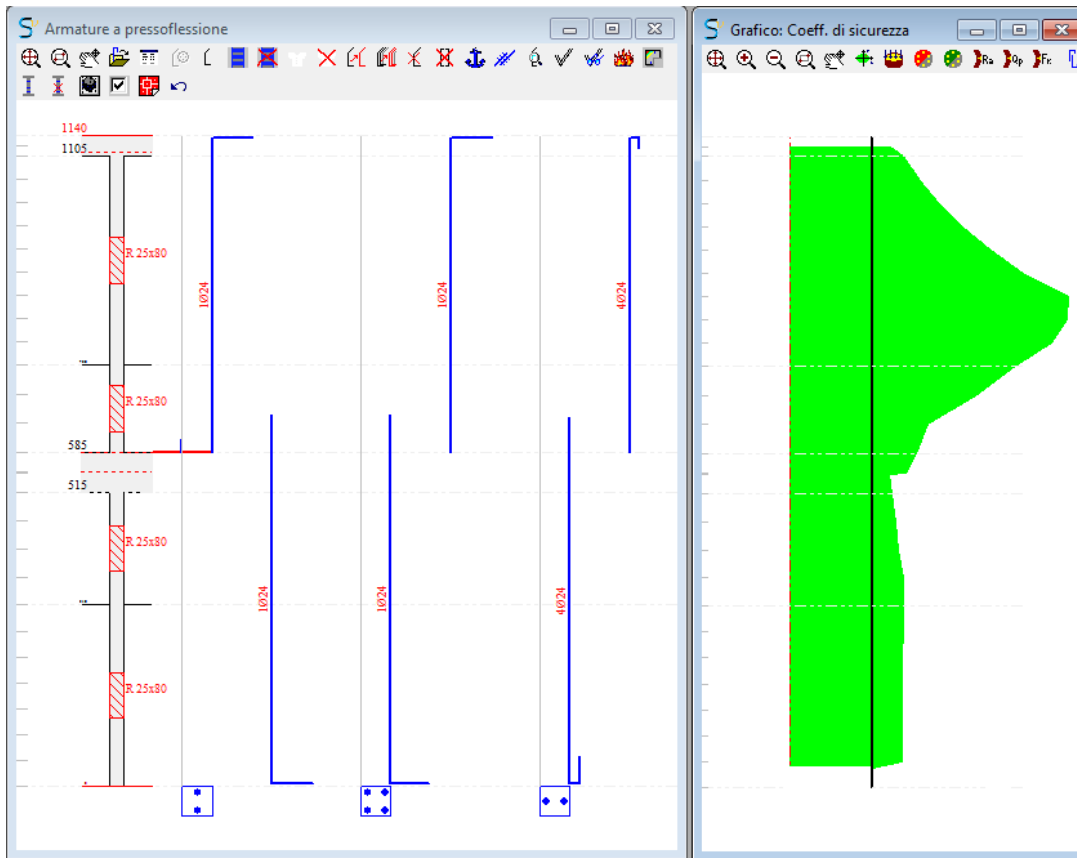 Armature a pressoflessione
Grafico: Coeff. di sicurezza
Ra
Qp
Fk
1140
1105
R 25x80
1Ø24
1Ø24
4Ø24
R 25x80
585
515
R 25x80
1Ø24
1Ø24
4Ø24
R 25x80